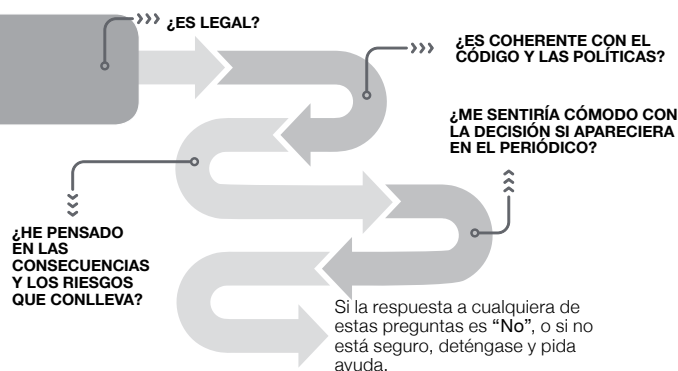 ¿ES LEGAL?
¿ES COHERENTE CON EL
CÓDIGO Y LAS POLÍTICAS?
¿HE PENSADO
EN LAS
CONSECUENCIAS
Y LOS RIESGOS
QUE CONLLEVA?
¿ME SENTIRÍA CÓMODO CON
LA DECISIÓN SI APARECIERA
EN EL PERIÓDICO?
Si la respuesta a cualquiera de
estas preguntas es “No”, o si no
está seguro, deténgase y pida
ayuda.